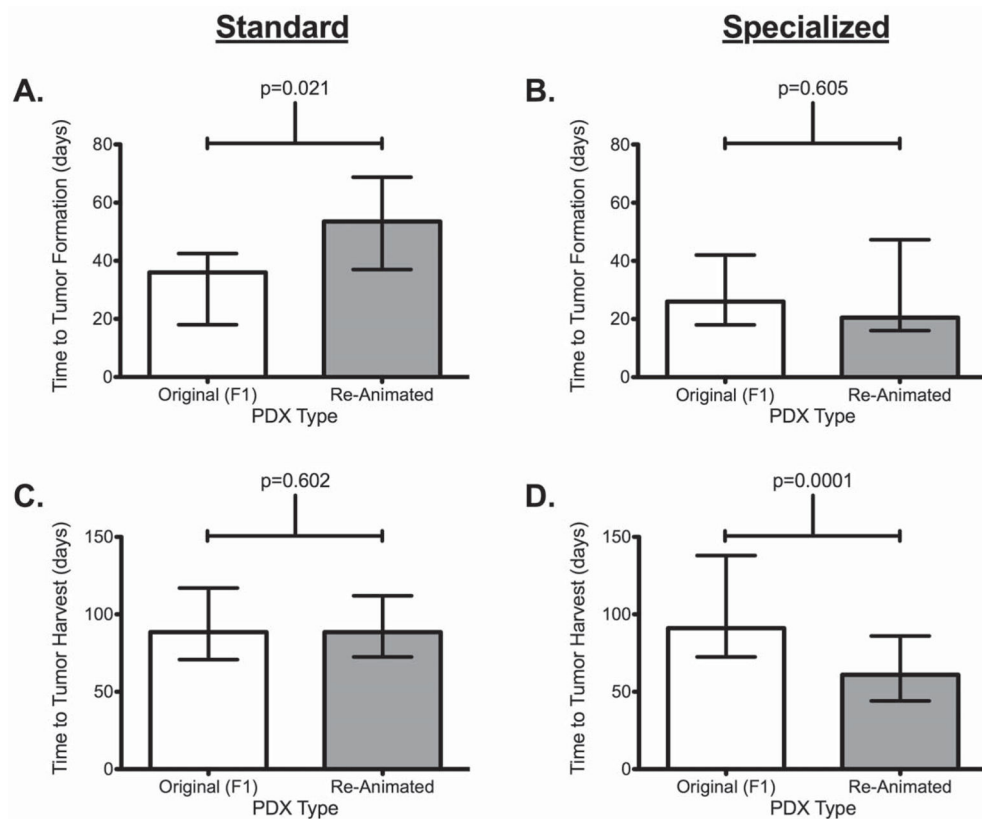 Standard
Specialized
A.
p=0.021
Time to Tumor Formation (days)
80
60
40
20
0
Original (F1)
Re-Animated
PDX Type
B.
p=0.605
Time to Tumor Formation (days)
80
60
40
20
0
Original (F1)
Re-Animated
PDX Type
C.
p=0.602
Time to Tumor Harvest (days)
150
100
50
0
Original (F1)
Re-Animated
PDX Type
D.
p=0.0001
Time to Tumor Harvest (days)
150
100
50
0
Original (F1)
Re-Animated
PDX Type